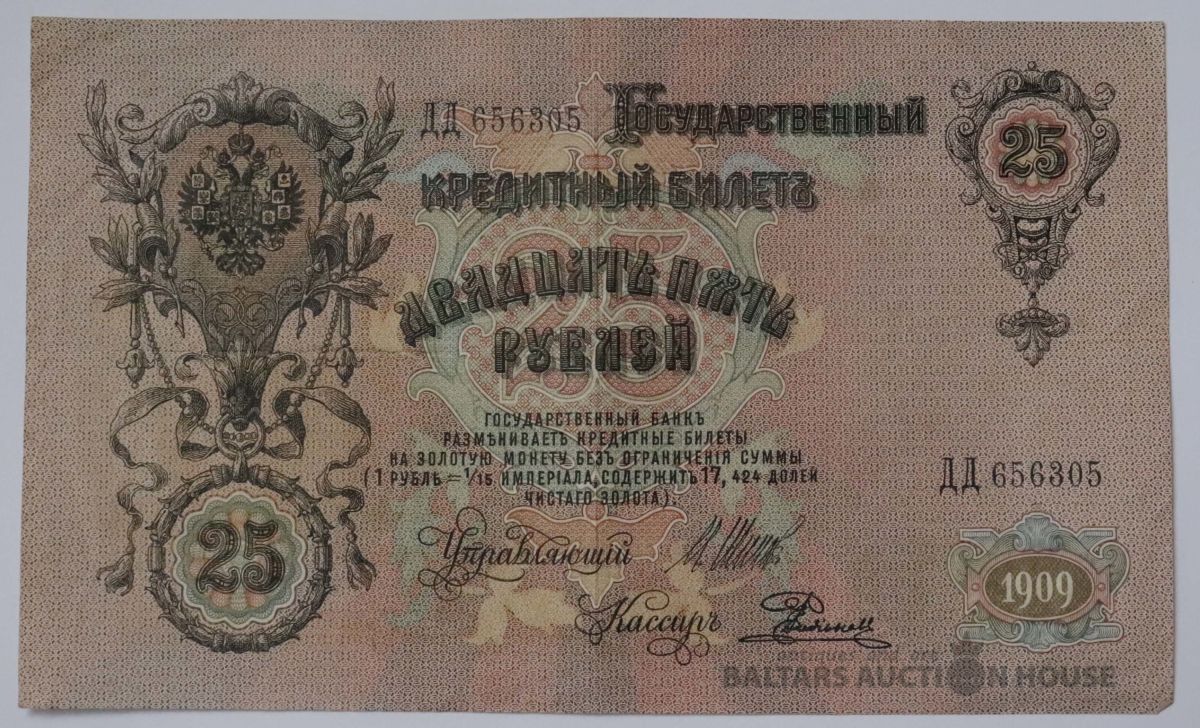 ДД 656305 Государственный
25
Кредитный Билетъ
Двадцать пять
рублей
ГОСУДАРСТВЕННЫЙ БАНКЪ
РАЗМѢНИВАЕТЪ КРЕДИТНЫЕ БИЛЕТЫ
НА ЗОЛОТУЮ МОНЕТУ БЕЗЪ ОГРАНИЧЕНІЯ СУММЫ
(1 РУБЛЬ = 1/15 ИМПЕРІАЛА, СОДЕРЖИТЪ 17, 424 ДОЛЕЙ
ЧИСТАГО ЗОЛОТА).
ДД 656305
25
Управляющій
Кассиръ
1909
25
BALTARS AUCTION HOUSE